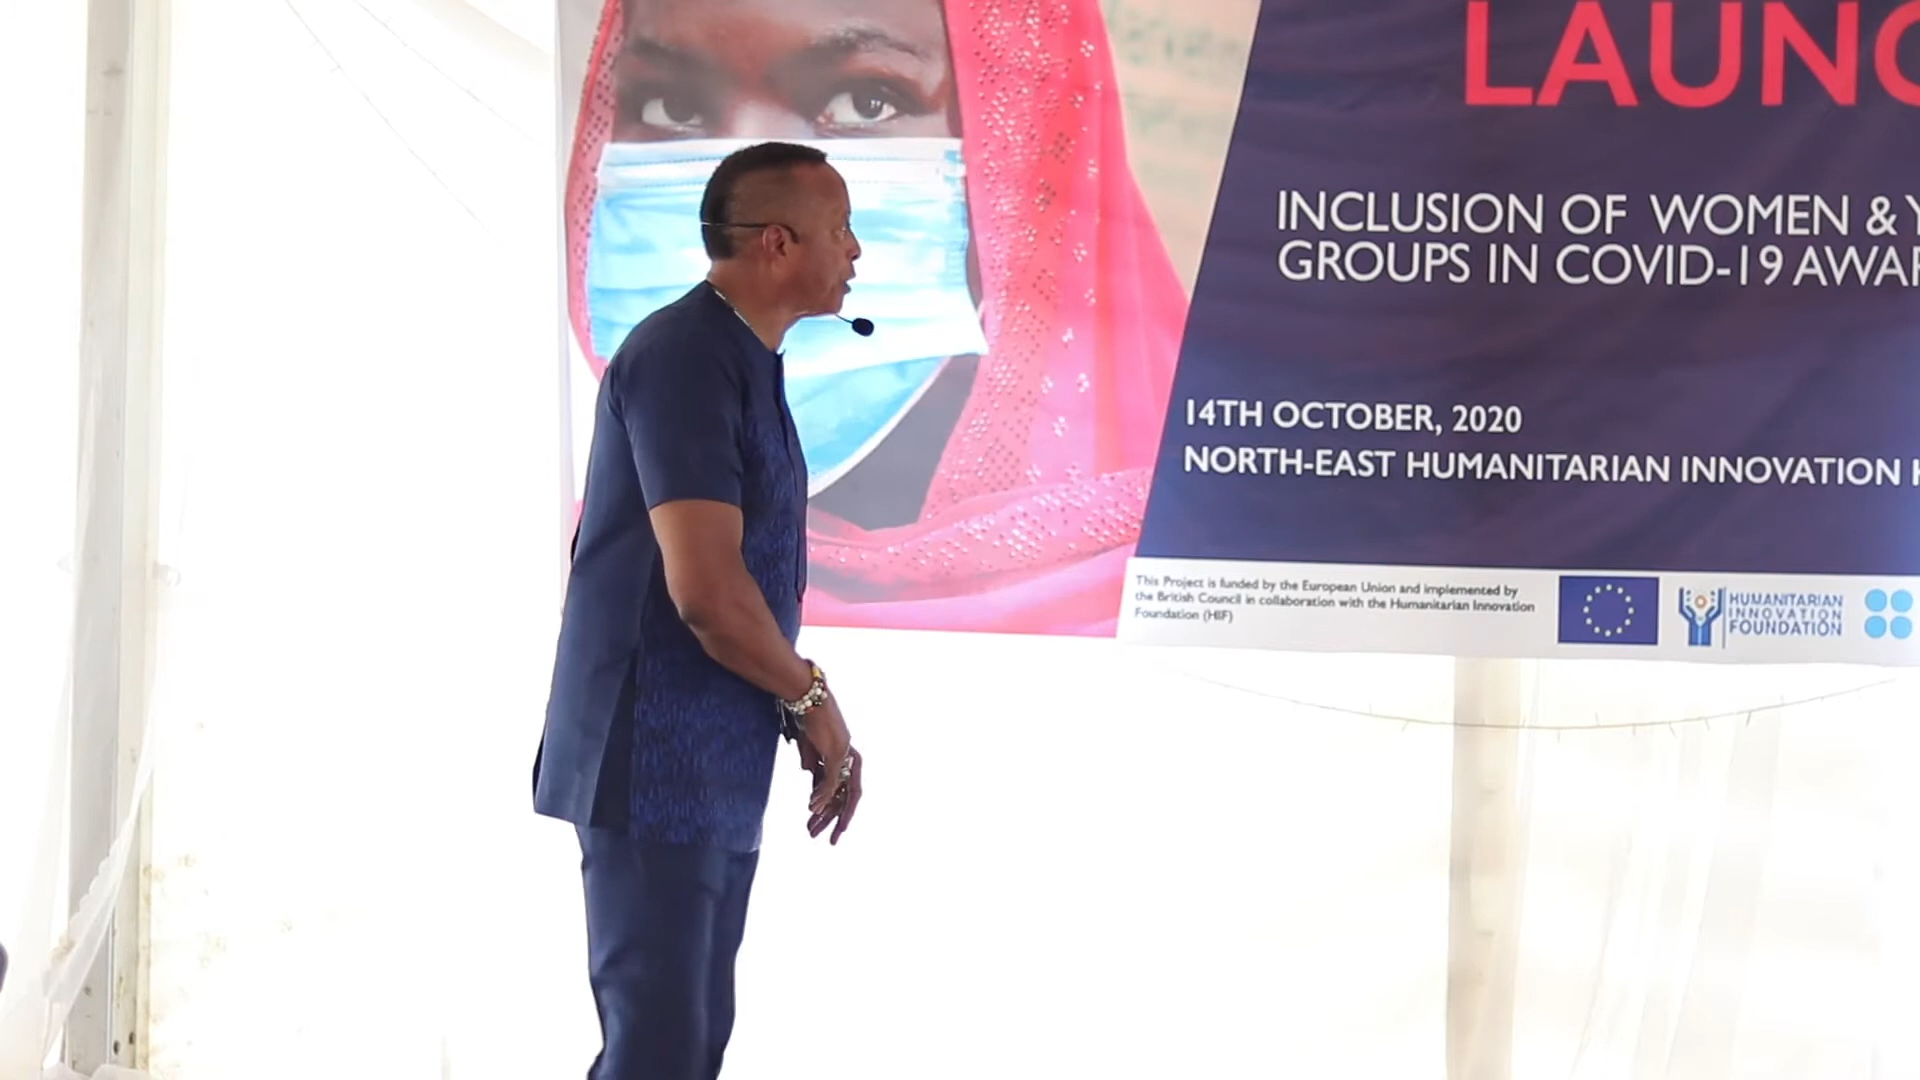 LAUNC
INCLUSION OF WOMEN & Y
GROUPS IN COVID-19 AWAR
14TH OCTOBER, 2020
NORTH-EAST HUMANITARIAN INNOVATION H
This Project is funded by the European Union and implemented by
the British Council in collaboration with the Humanitarian Innovation
Foundation (HIF)
HUMANITARIAN
INNOVATION
FOUNDATION